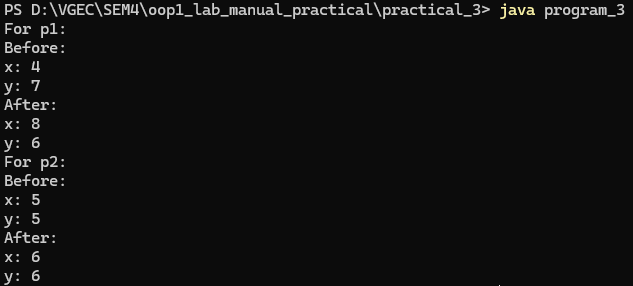 PS D:\VGEC\SEM4\oop1_lab_manual_practical\practical_3> java program_3
For p1:
Before:
x: 4
y: 7
After:
x: 8
y: 6
For p2:
Before:
x: 5
y: 5
After:
x: 6
y: 6